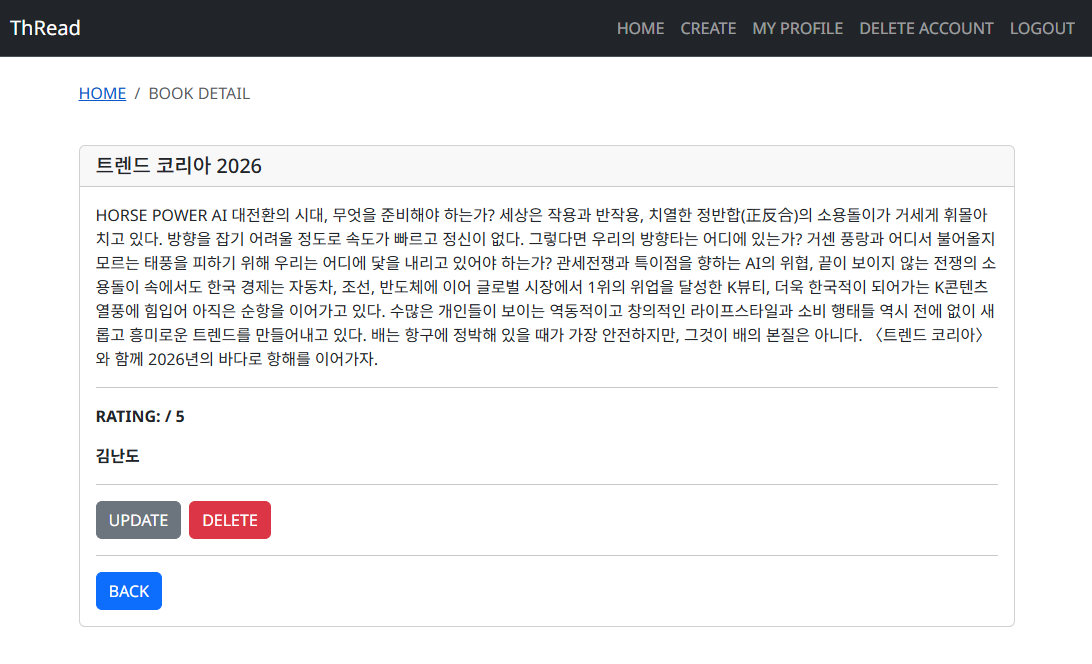 ThRead
HOME CREATE MY PROFILE DELETE ACCOUNT LOGOUT
HOME / BOOK DETAIL
트렌드 코리아 2026
HORSE POWER AI 대전환의 시대, 무엇을 준비해야 하는가? 세상은 작용과 반작용, 치열한 정반합(正反合)의 소용돌이가 거세게 휘몰아
치고 있다. 방향을 잡기 어려울 정도로 속도가 빠르고 정신이 없다. 그렇다면 우리의 방향타는 어디에 있는가? 거센 풍랑과 어디서 불어올지
모르는 태풍을 피하기 위해 우리는 어디에 닻을 내리고 있어야 하는가? 관세전쟁과 특이점을 향하는 AI의 위협, 끝이 보이지 않는 전쟁의 소
용돌이 속에서도 한국 경제는 자동차, 조선, 반도체에 이어 글로벌 시장에서 1위의 위업을 달성한 K뷰티, 더욱 한국적이 되어가는 K콘텐츠
열풍에 힘입어 아직은 순항을 이어가고 있다. 수많은 개인들이 보이는 역동적이고 창의적인 라이프스타일과 소비 행태들 역시 전에 없이 새
롭고 흥미로운 트렌드를 만들어내고 있다. 배는 항구에 정박해 있을 때가 가장 안전하지만, 그것이 배의 본질은 아니다. 〈트렌드 코리아〉
와 함께 2026년의 바다로 항해를 이어가자.
RATING: / 5
김난도
UPDATE DELETE
BACK